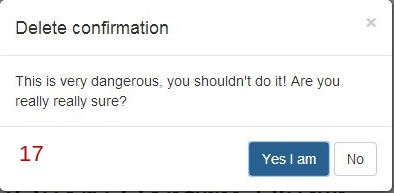 Delete confirmation ×
This is very dangerous, you shouldn't do it! Are you
really really sure?
17 Yes I am No